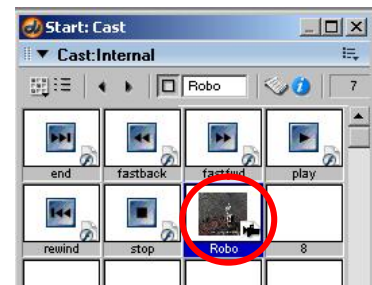 Start: Cast
Cast:Internal
Robo 7
end fastback fastfwd play
rewind stop Robo 8